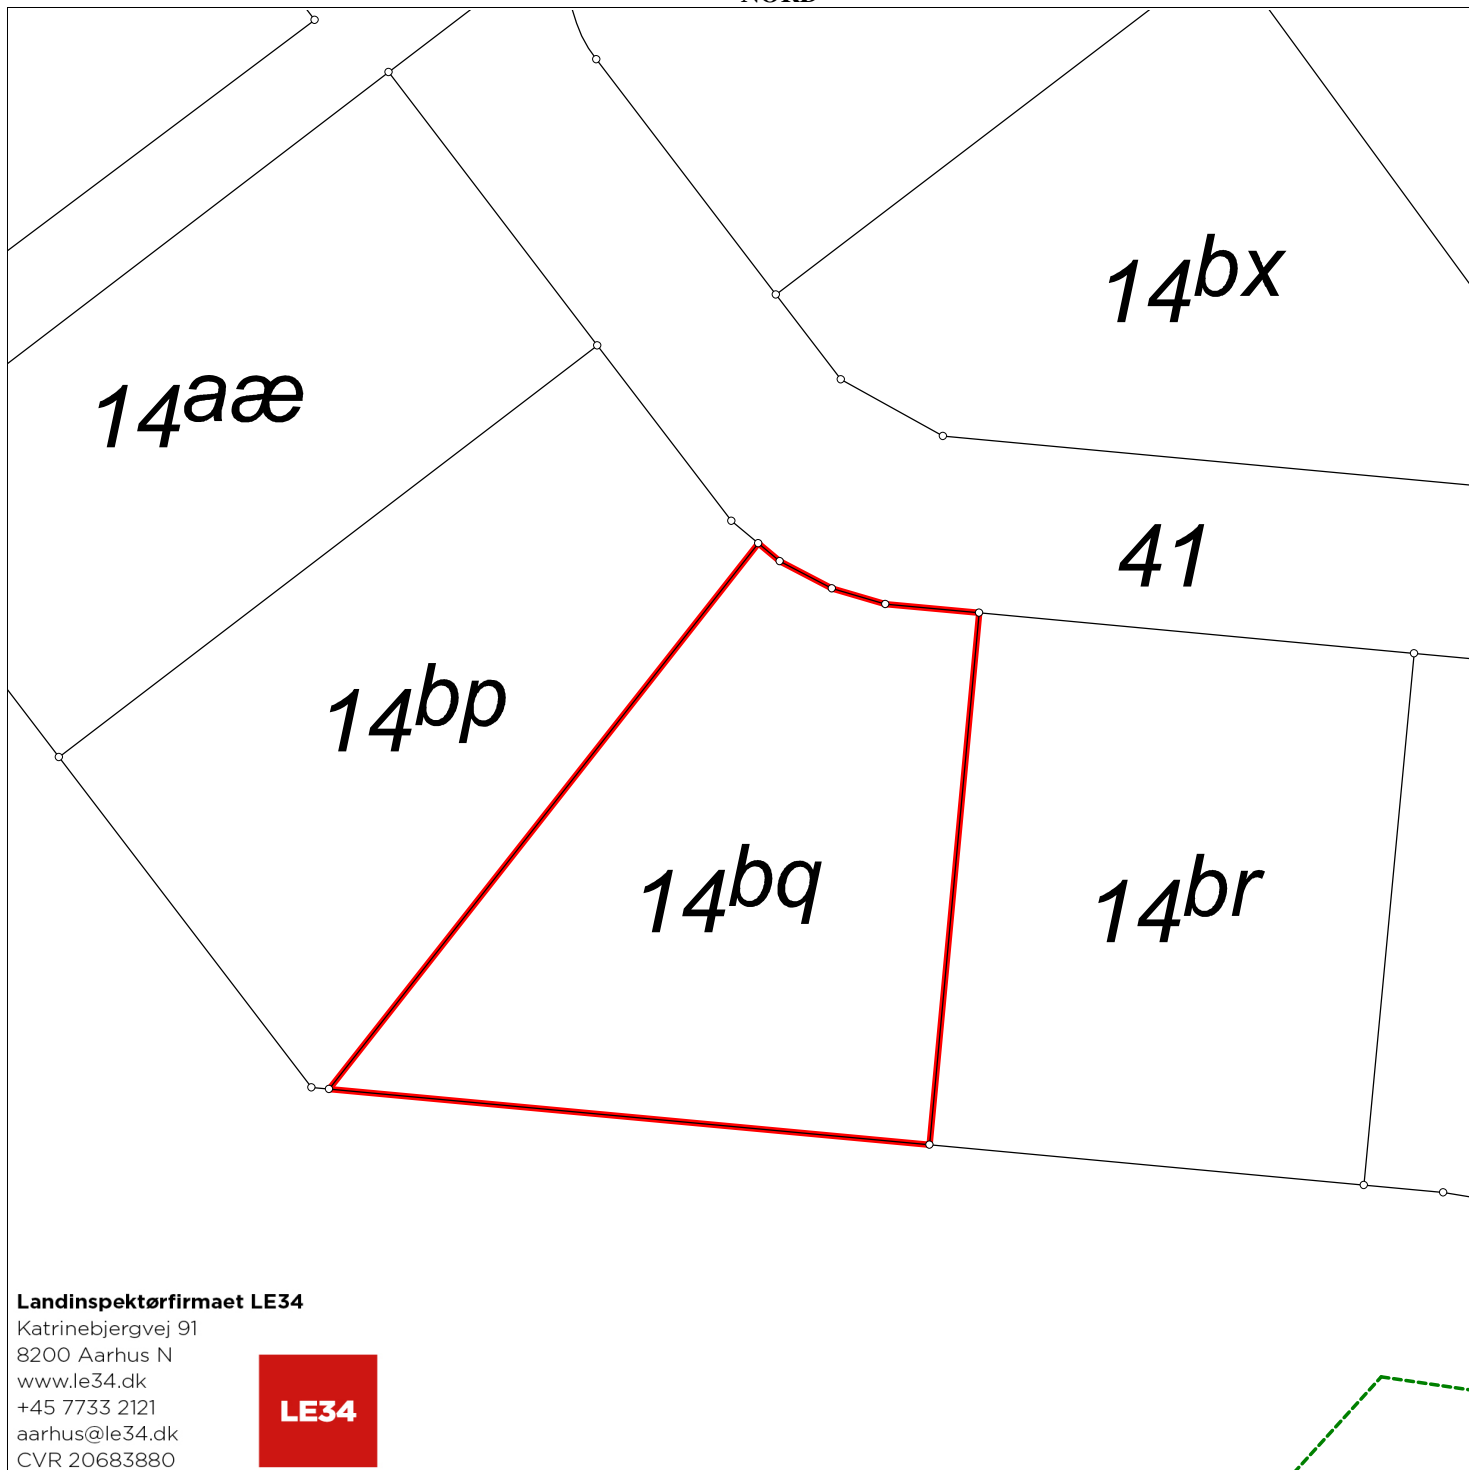 NORD
14bx
14aæ
41
14bp
14bq
14br
Landinspektørfirmaet LE34
Katrinebjergvej 91
8200 Aarhus N
www.le34.dk
+45 7733 2121
aarhus@le34.dk
CVR 20683880
LE34